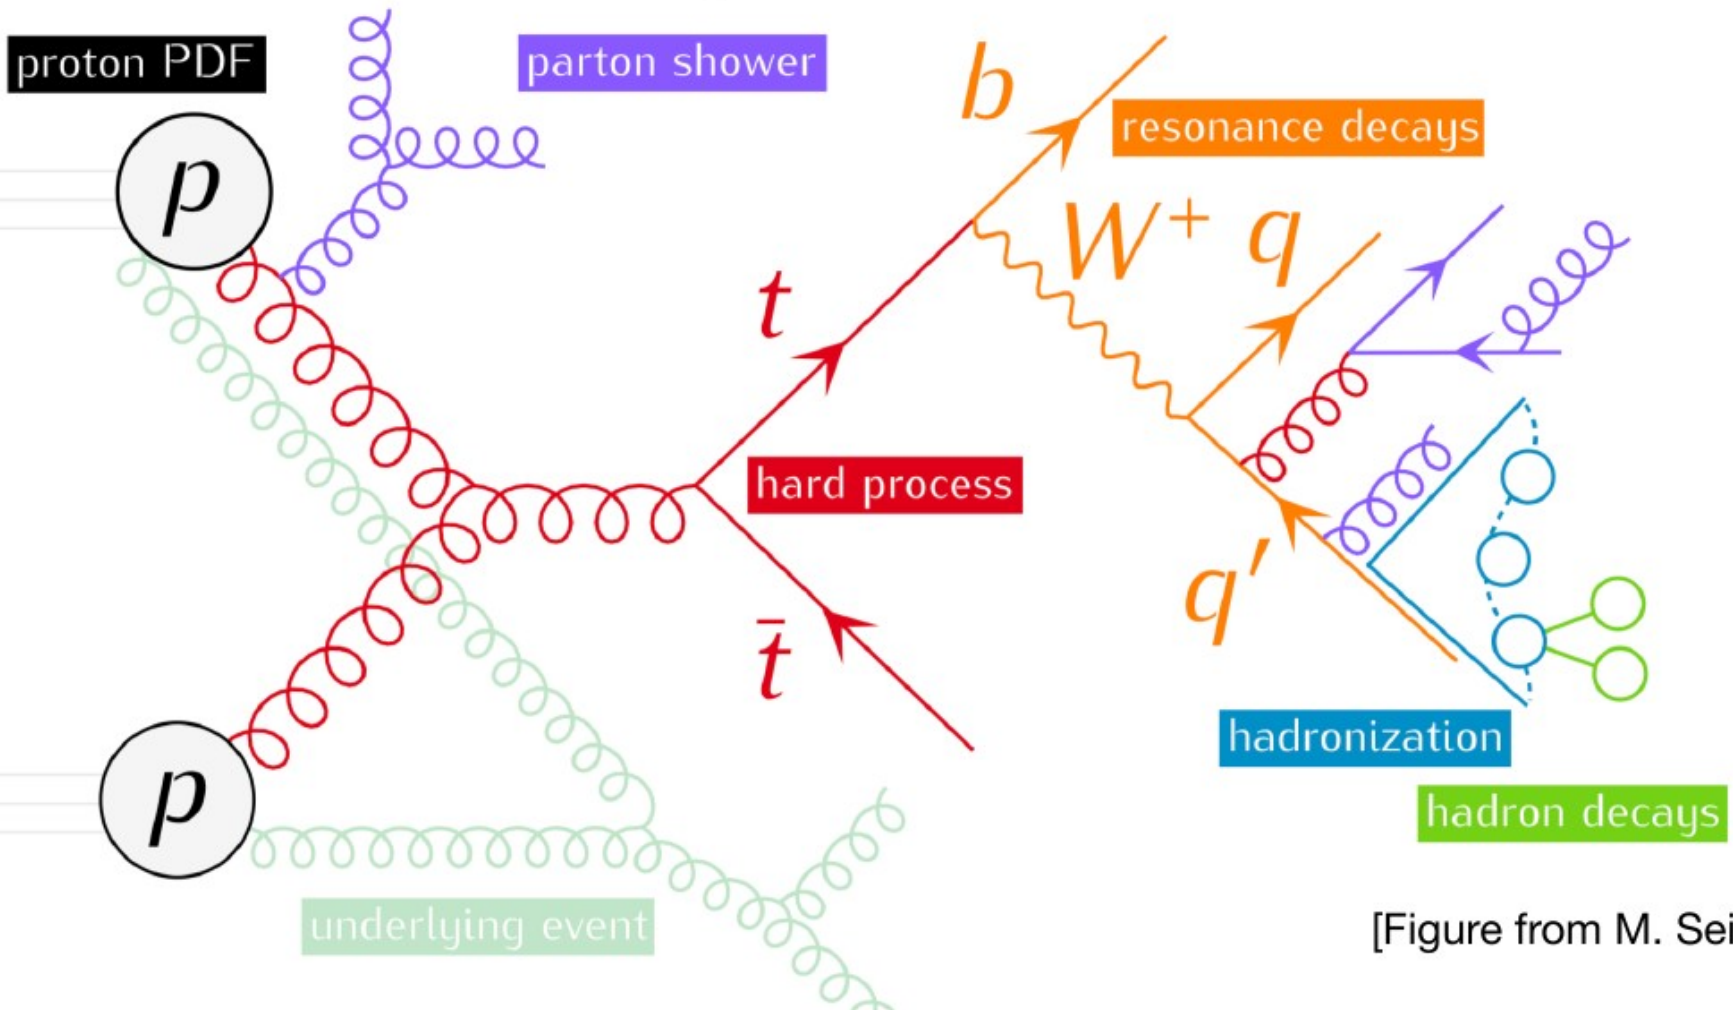 proton PDF
parton shower
b
resonance decays
p
W⁺
q
t
hard process
q′
t̄
p
hadronization
hadron decays
underlying event
[Figure from M. Sei